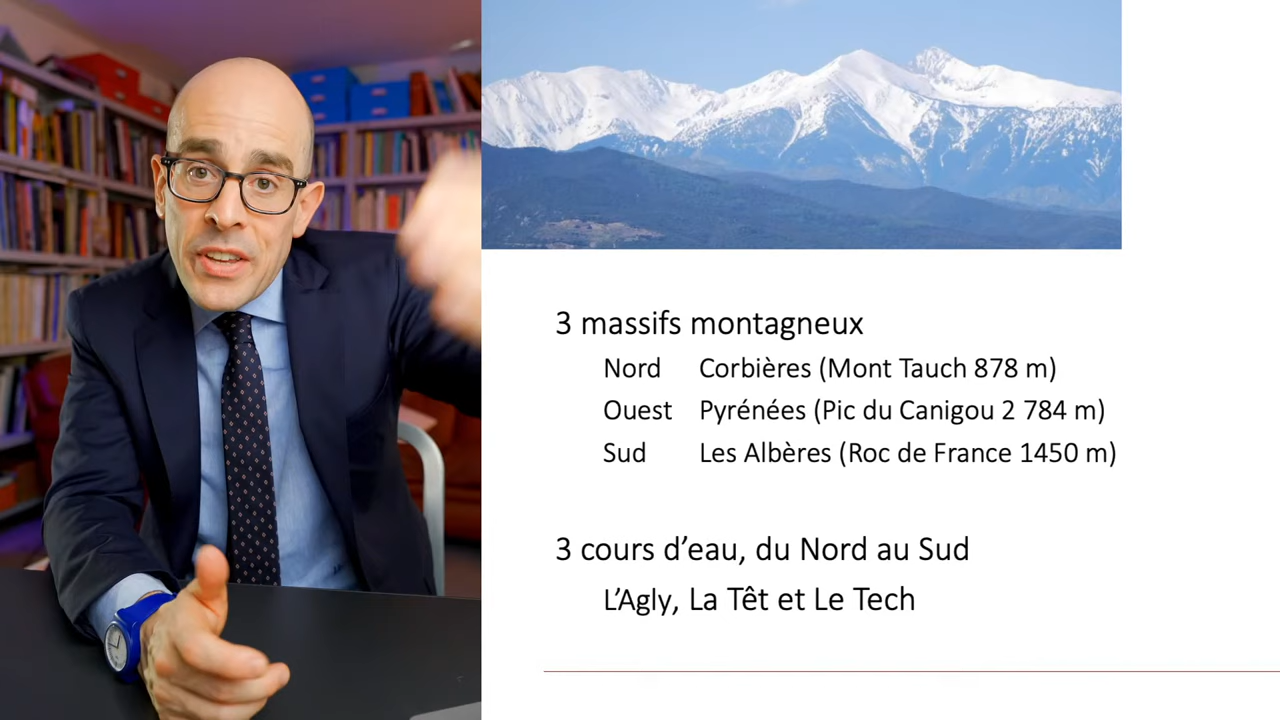 3 massifs montagneux
Nord Corbières (Mont Tauch 878 m)
Ouest Pyrénées (Pic du Canigou 2 784 m)
Sud Les Albères (Roc de France 1450 m)
3 cours d’eau, du Nord au Sud
L’Agly, La Têt et Le Tech